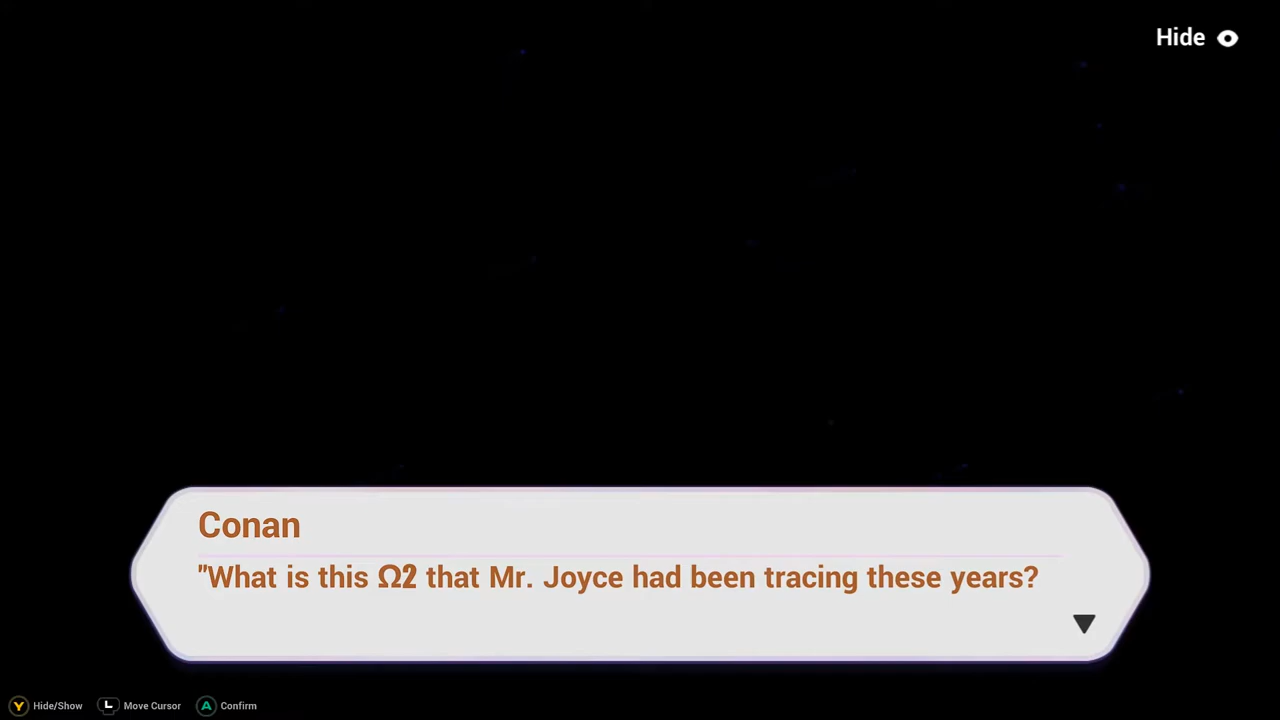 Hide
Conan
"What is this Ω2 that Mr. Joyce had been tracing these years?
Y Hide/Show L Move Cursor A Confirm